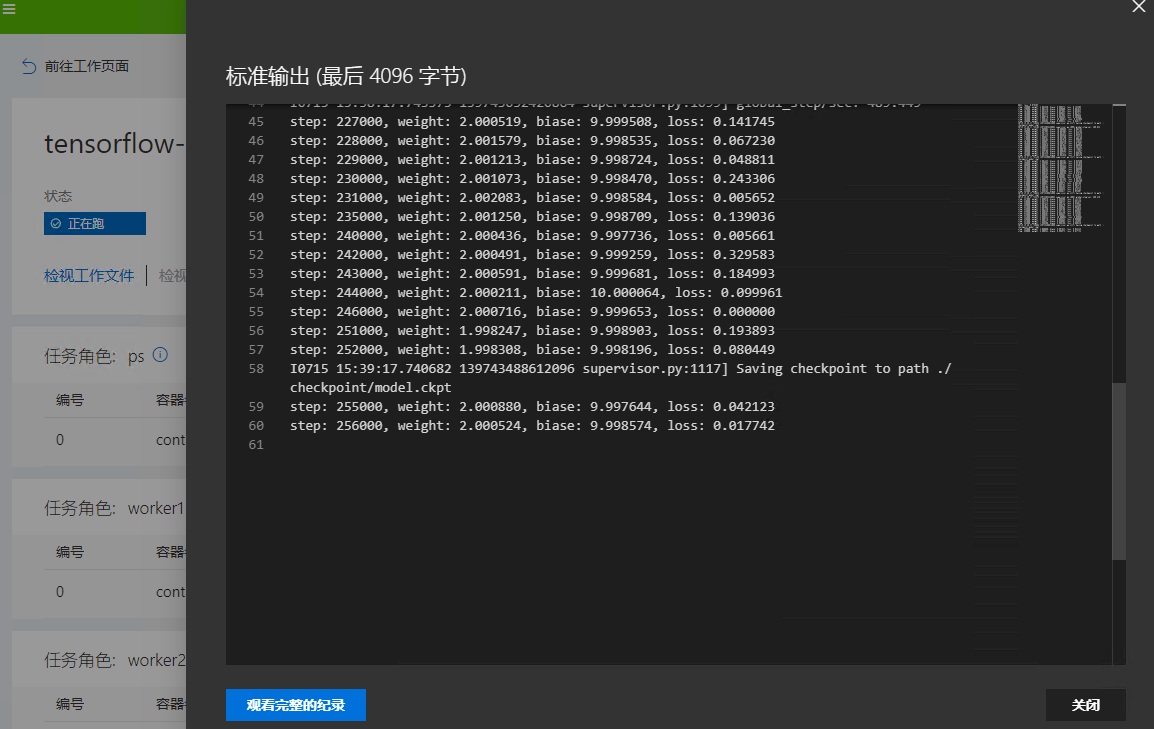 前往工作页面
tensorflow-
状态
正在跑
检视工作文件
检视
任务角色: ps
编号 容器
0 cont
任务角色: worker1
编号 容器
0 cont
任务角色: worker2
编号 容器
标准输出 (最后 4096 字节)
45 step: 227000, weight: 2.000519, biase: 9.999508, loss: 0.141745
46 step: 228000, weight: 2.001579, biase: 9.998535, loss: 0.067230
47 step: 229000, weight: 2.001213, biase: 9.998724, loss: 0.048811
48 step: 230000, weight: 2.001073, biase: 9.998470, loss: 0.243306
49 step: 231000, weight: 2.002083, biase: 9.998584, loss: 0.005652
50 step: 235000, weight: 2.001250, biase: 9.998709, loss: 0.139036
51 step: 240000, weight: 2.000436, biase: 9.997736, loss: 0.005661
52 step: 242000, weight: 2.000491, biase: 9.999259, loss: 0.329583
53 step: 243000, weight: 2.000591, biase: 9.999681, loss: 0.184993
54 step: 244000, weight: 2.000211, biase: 10.000064, loss: 0.099961
55 step: 246000, weight: 2.000716, biase: 9.999653, loss: 0.000000
56 step: 251000, weight: 1.998247, biase: 9.998903, loss: 0.193893
57 step: 252000, weight: 1.998308, biase: 9.998196, loss: 0.080449
58 I0715 15:39:17.740682 139743488612096 supervisor.py:1117] Saving checkpoint to path ./
checkpoint/model.ckpt
59 step: 255000, weight: 2.000880, biase: 9.997644, loss: 0.042123
60 step: 256000, weight: 2.000524, biase: 9.998574, loss: 0.017742
61
观看完整的纪录
关闭